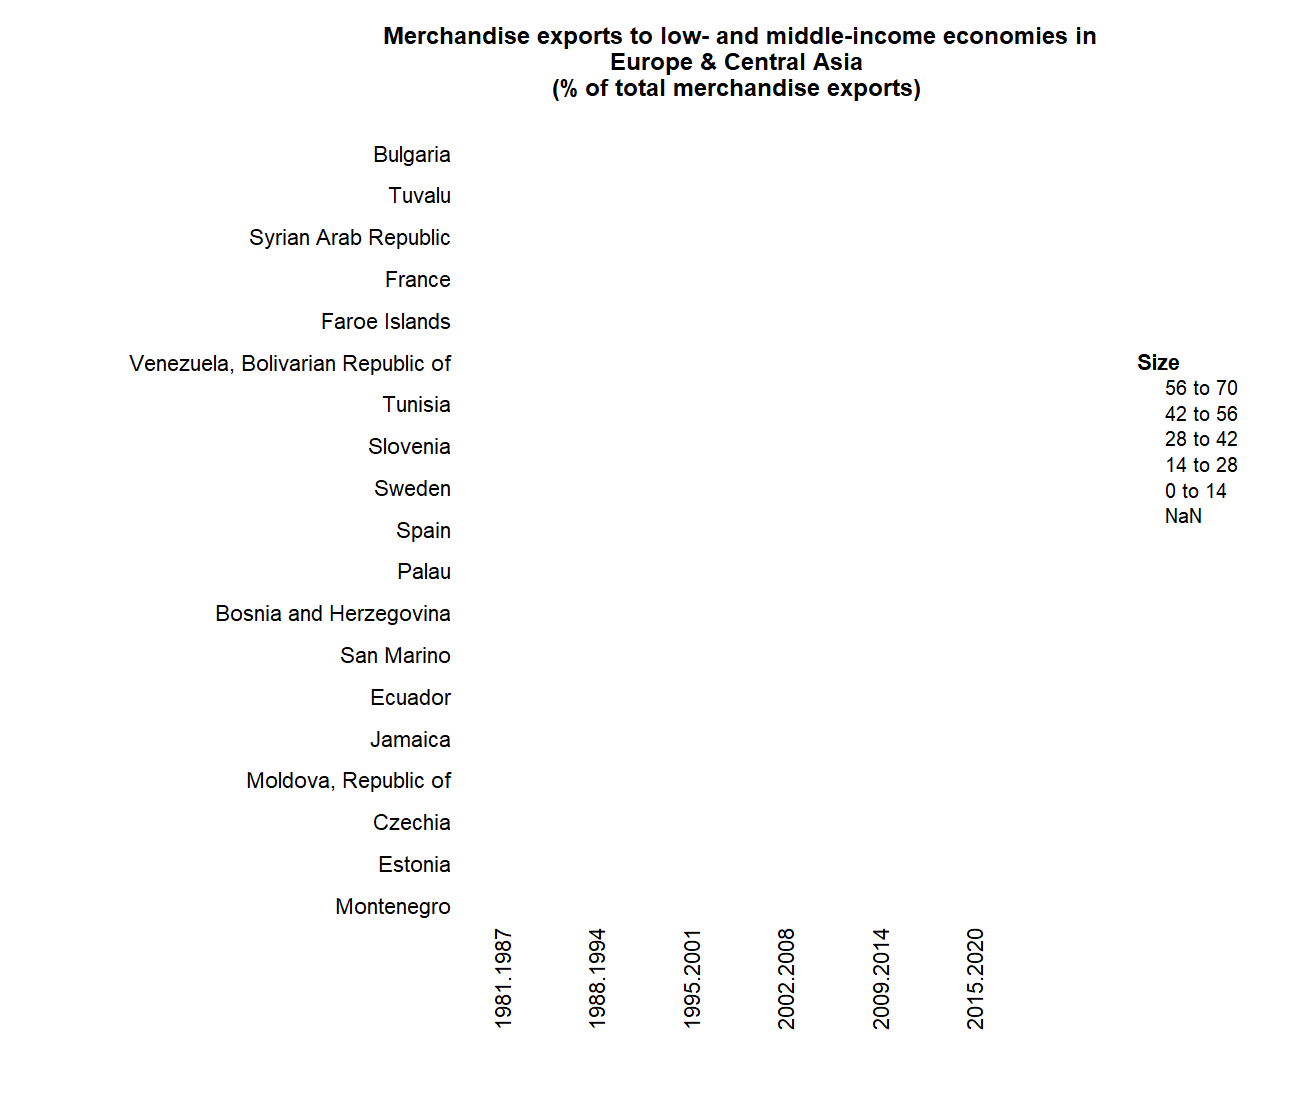 Merchandise exports to low- and middle-income economies in
Europe & Central Asia
(% of total merchandise exports)
Bulgaria
Tuvalu
Syrian Arab Republic
France
Faroe Islands
Venezuela, Bolivarian Republic of
Tunisia
Slovenia
Sweden
Spain
Palau
Bosnia and Herzegovina
San Marino
Ecuador
Jamaica
Moldova, Republic of
Czechia
Estonia
Montenegro
1981.1987
1988.1994
1995.2001
2002.2008
2009.2014
2015.2020
Size
56 to 70
42 to 56
28 to 42
14 to 28
0 to 14
NaN